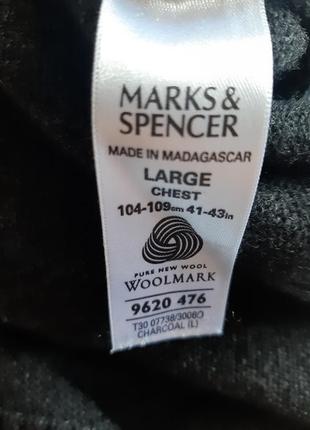 MARKS &
SPENCER
MADE IN MADAGASCAR
LARGE
CHEST
104-109cm 41-43in
PURE NEW WOOL
WOOLMARK
9620 476
T30 07738/3008O
CHARCOAL (L)